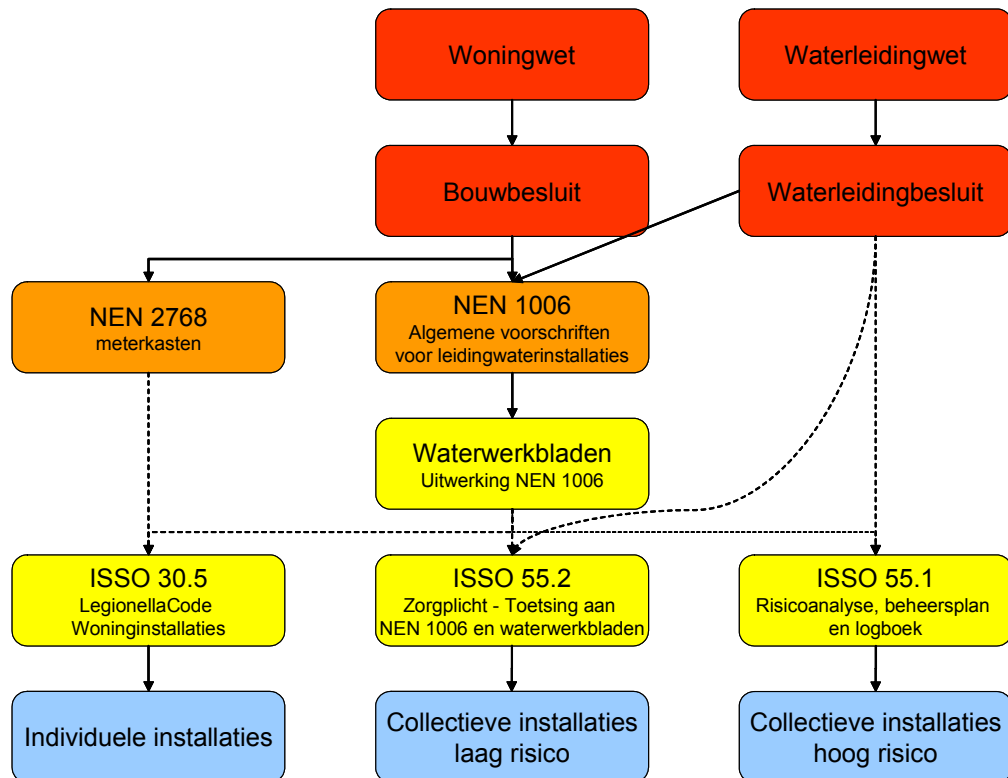 Woningwet
Waterleidingwet
Bouwbesluit
Waterleidingbesluit
NEN 2768
meterkasten
NEN 1006
Algemene voorschriften
voor leidingwaterinstallaties
Waterwerkbladen
Uitwerking NEN 1006
ISSO 30.5
LegionellaCode
Woninginstallaties
ISSO 55.2
Zorgplicht - Toetsing aan
NEN 1006 en waterwerkbladen
ISSO 55.1
Risicoanalyse, beheersplan
en logboek
Individuele installaties
Collectieve installaties
laag risico
Collectieve installaties
hoog risico